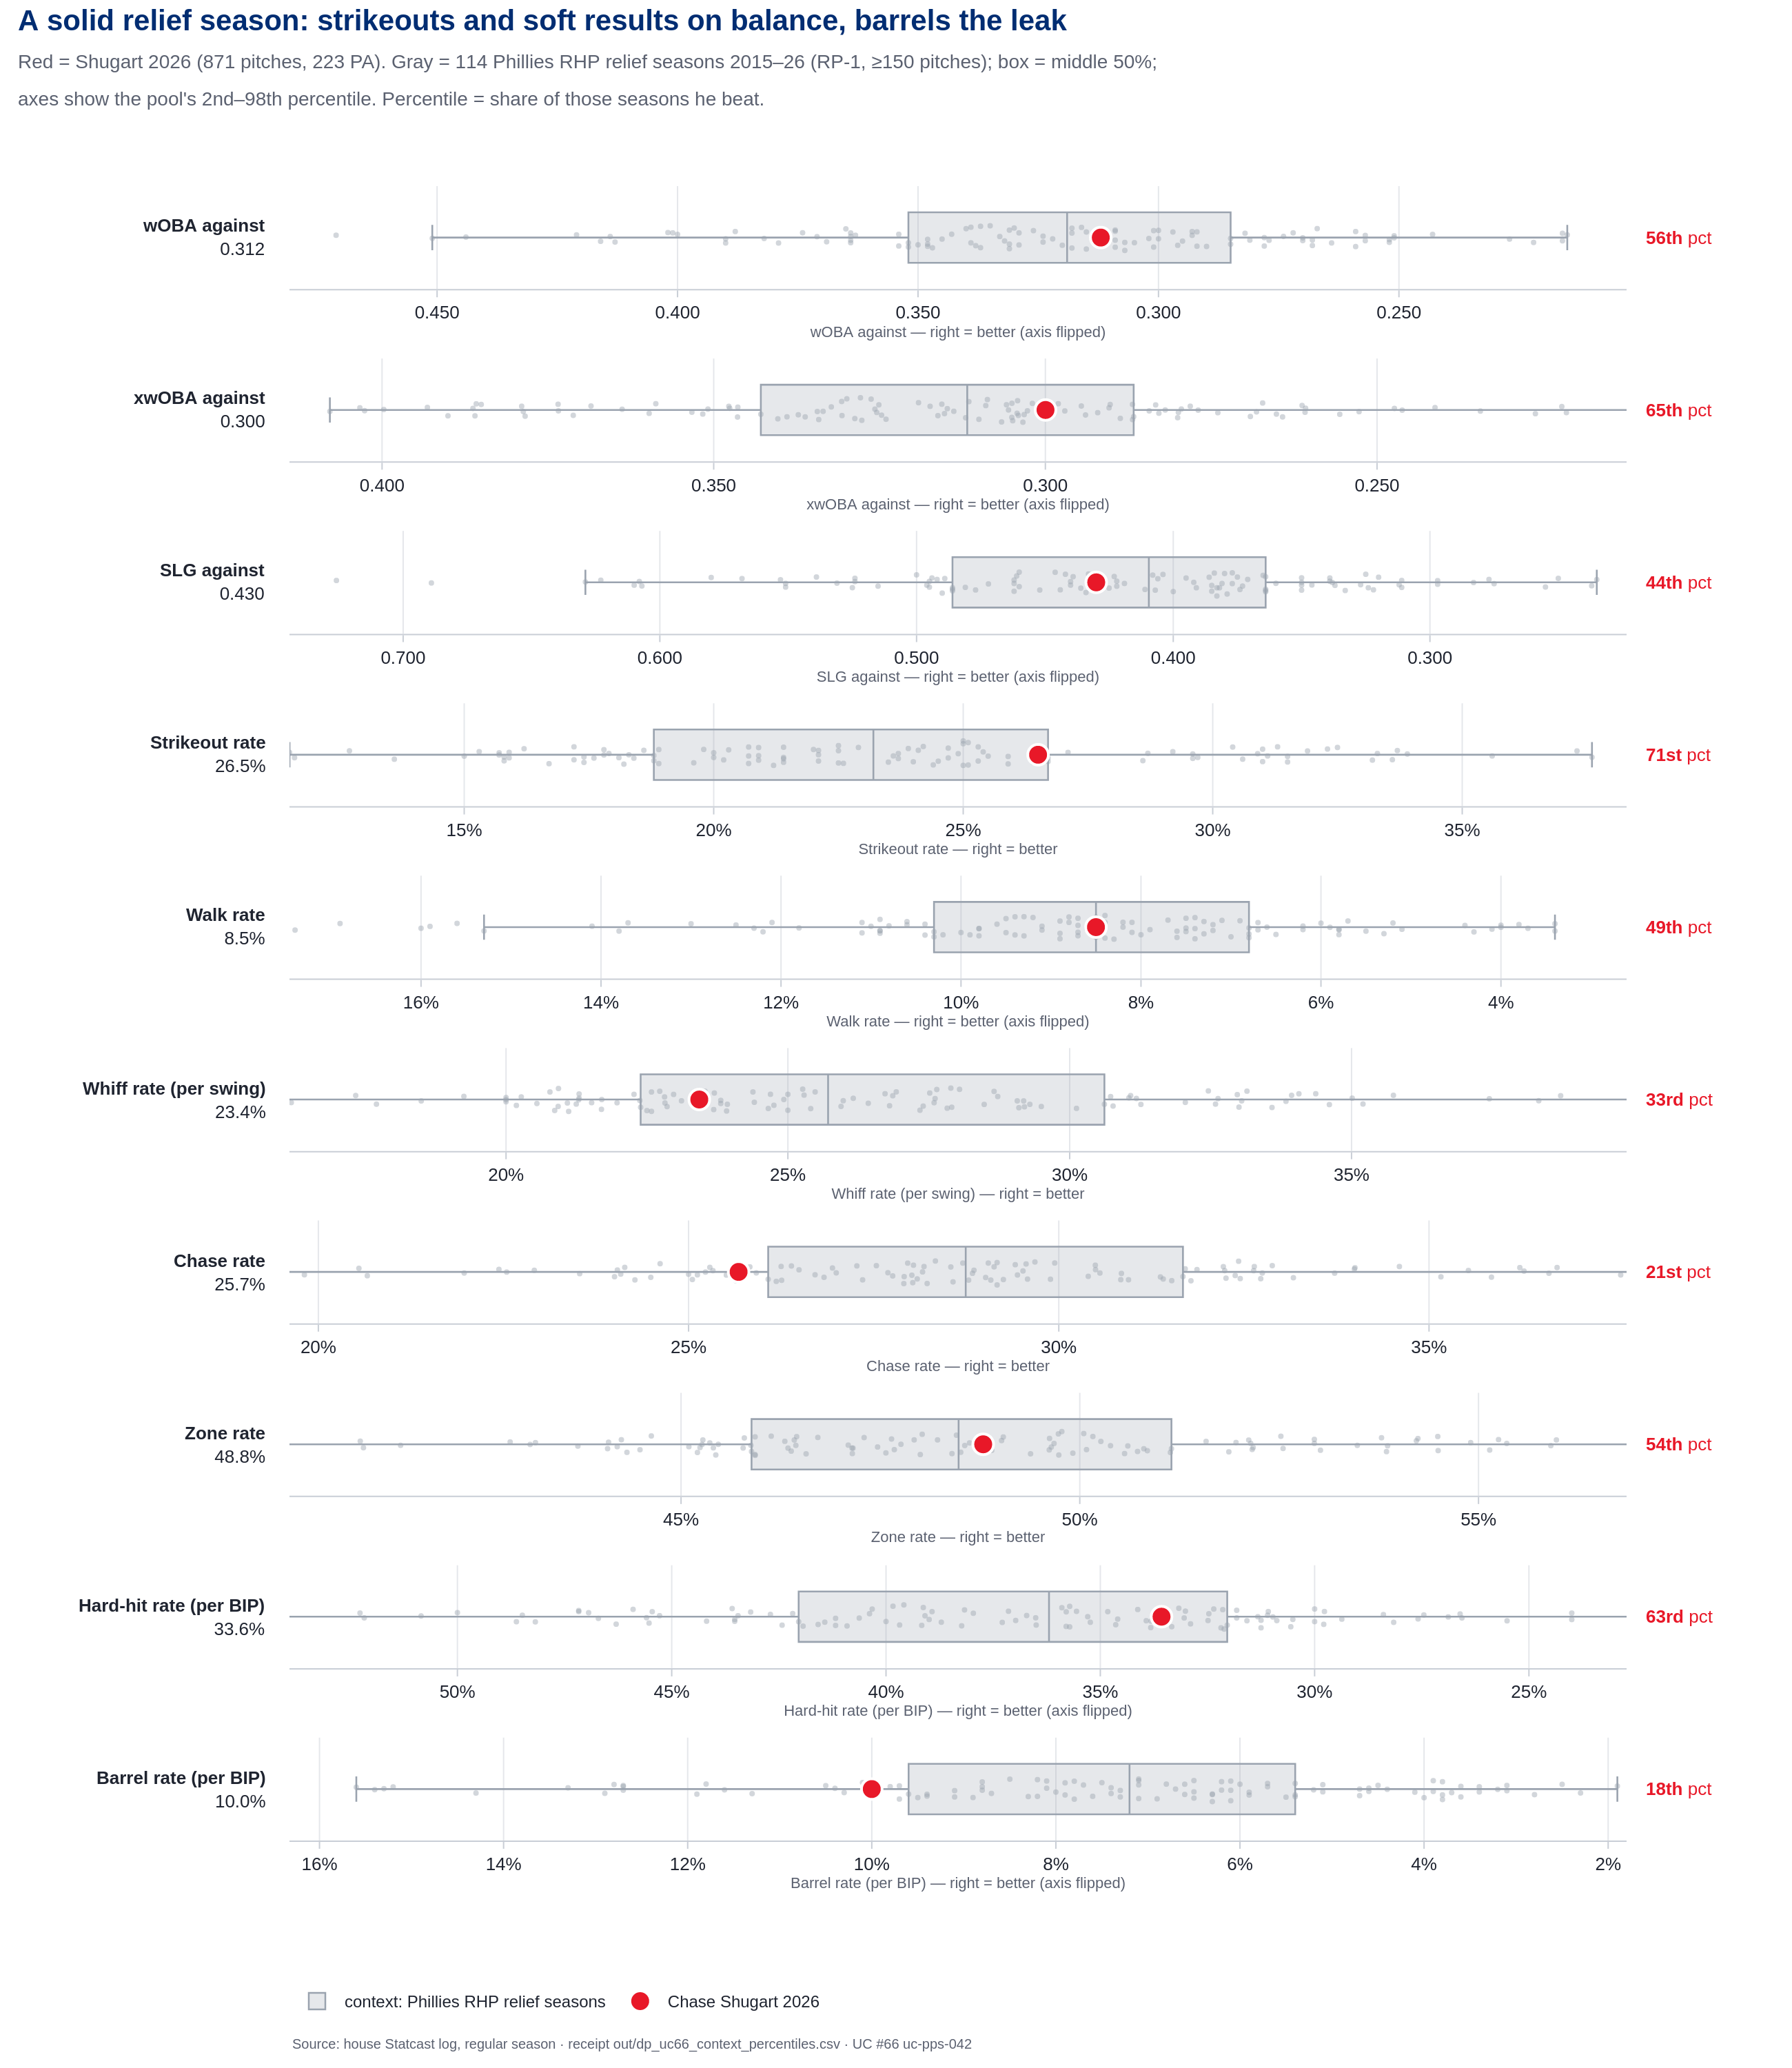 A solid relief season: strikeouts and soft results on balance, barrels the leak
Red = Shugart 2026 (871 pitches, 223 PA). Gray = 114 Phillies RHP relief seasons 2015–26 (RP-1, ≥150 pitches); box = middle 50%;
axes show the pool's 2nd–98th percentile. Percentile = share of those seasons he beat.
wOBA against
0.312
56th pct
0.450 0.400 0.350 0.300 0.250
wOBA against — right = better (axis flipped)
xwOBA against
0.300
65th pct
0.400 0.350 0.300 0.250
xwOBA against — right = better (axis flipped)
SLG against
0.430
44th pct
0.700 0.600 0.500 0.400 0.300
SLG against — right = better (axis flipped)
Strikeout rate
26.5%
71st pct
15% 20% 25% 30% 35%
Strikeout rate — right = better
Walk rate
8.5%
49th pct
16% 14% 12% 10% 8% 6% 4%
Walk rate — right = better (axis flipped)
Whiff rate (per swing)
23.4%
33rd pct
20% 25% 30% 35%
Whiff rate (per swing) — right = better
Chase rate
25.7%
21st pct
20% 25% 30% 35%
Chase rate — right = better
Zone rate
48.8%
54th pct
45% 50% 55%
Zone rate — right = better
Hard-hit rate (per BIP)
33.6%
63rd pct
50% 45% 40% 35% 30% 25%
Hard-hit rate (per BIP) — right = better (axis flipped)
Barrel rate (per BIP)
10.0%
18th pct
16% 14% 12% 10% 8% 6% 4% 2%
Barrel rate (per BIP) — right = better (axis flipped)
context: Phillies RHP relief seasons Chase Shugart 2026
Source: house Statcast log, regular season · receipt out/dp_uc66_context_percentiles.csv · UC #66 uc-pps-042